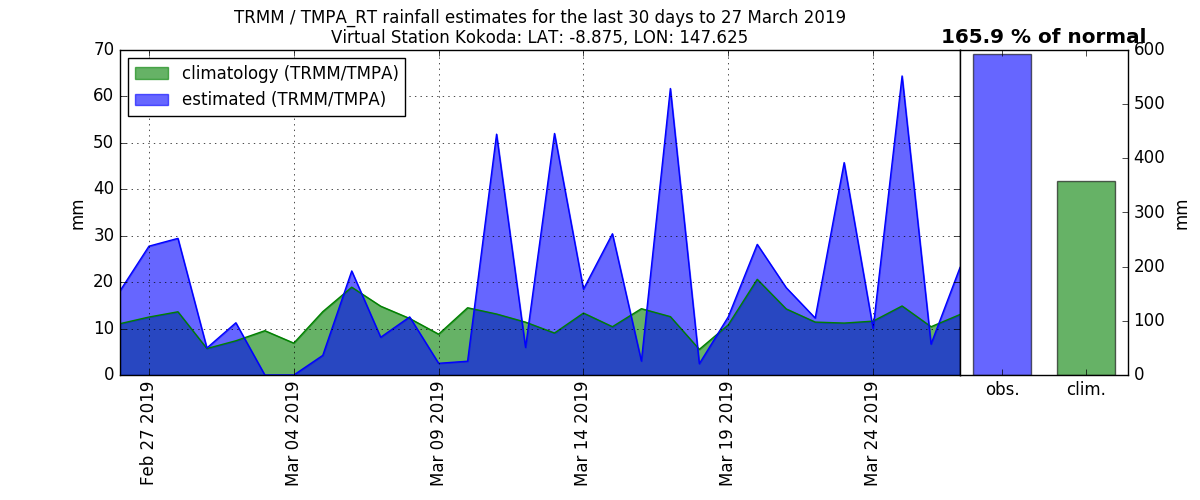 TRMM / TMPA_RT rainfall estimates for the last 30 days to 27 March 2019
Virtual Station Kokoda: LAT: -8.875, LON: 147.625
165.9 % of normal
climatology (TRMM/TMPA)
estimated (TRMM/TMPA)
70
60
50
40
30
20
10
0
mm
Feb 27 2019
Mar 04 2019
Mar 09 2019
Mar 14 2019
Mar 19 2019
Mar 24 2019
600
500
400
300
200
100
0
mm
obs.
clim.